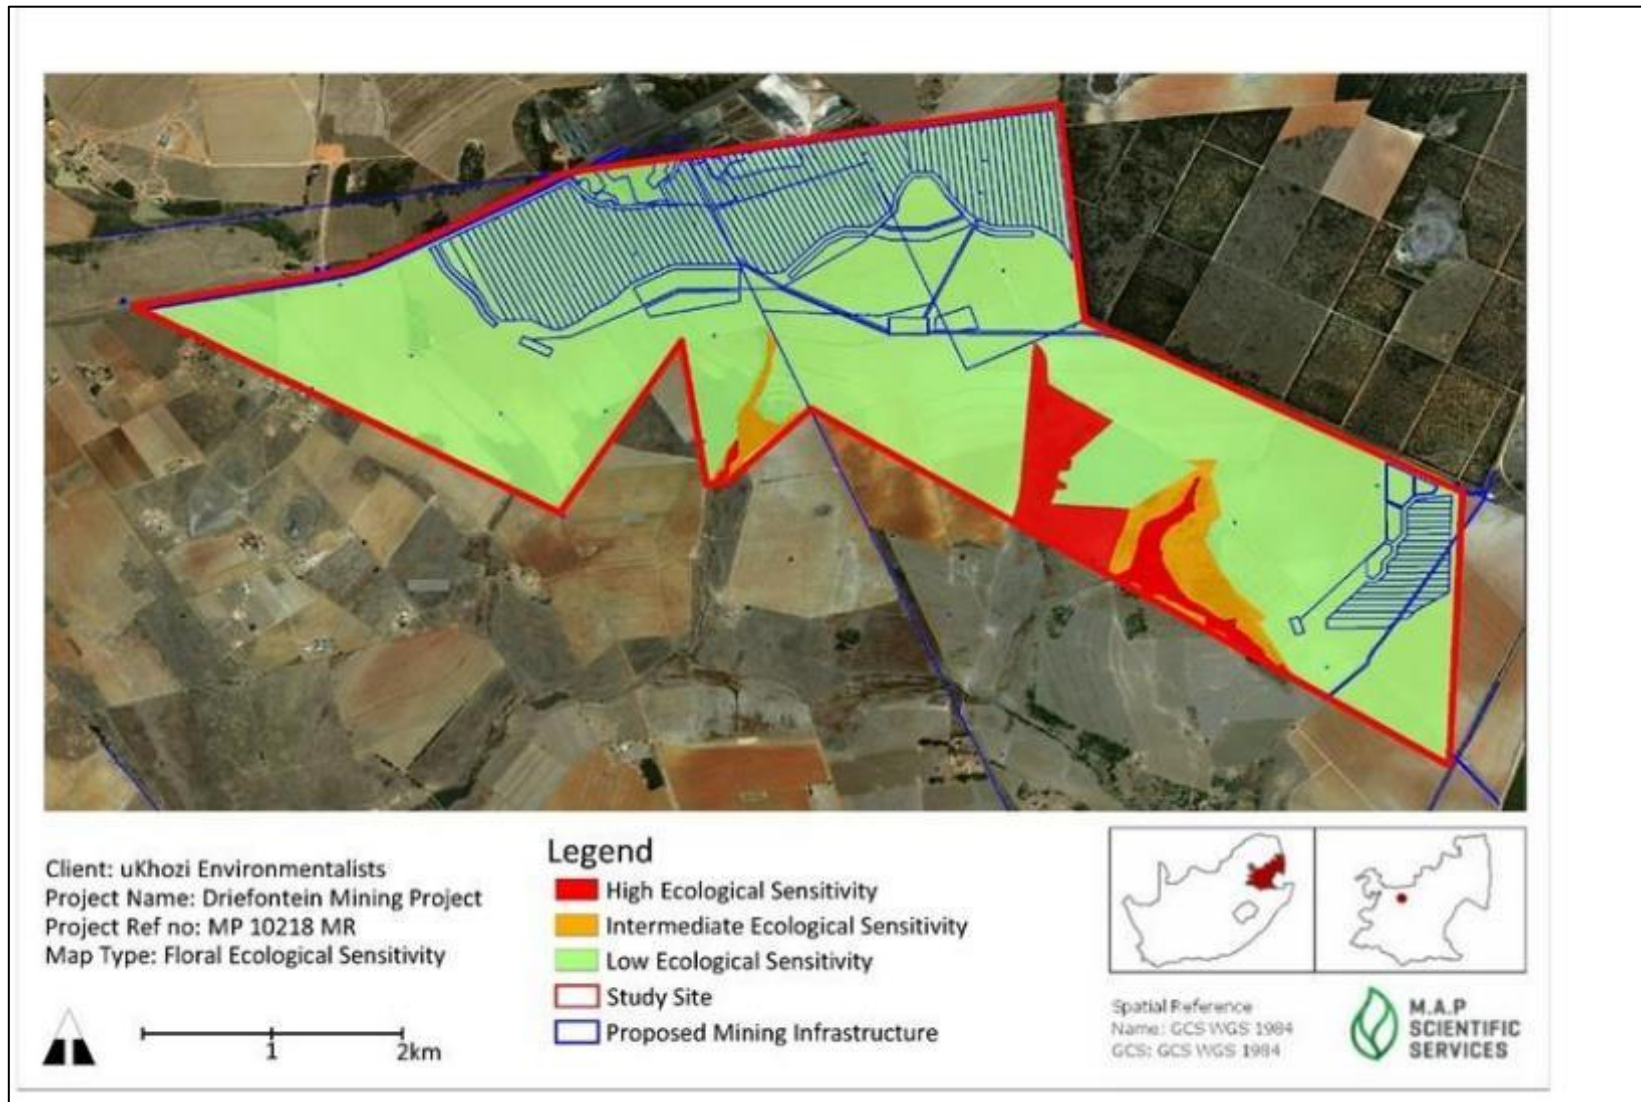 Client: uKhozi Environmentalists
Project Name: Driefontein Mining Project
Project Ref no: MP 10218 MR
Map Type: Floral Ecological Sensitivity
1
2km
Legend
High Ecological Sensitivity
Intermediate Ecological Sensitivity
Low Ecological Sensitivity
Study Site
Proposed Mining Infrastructure
Spatial Reference
Name: GCS WGS 1984
GCS: GCS WGS 1984
M.A.P
SCIENTIFIC
SERVICES